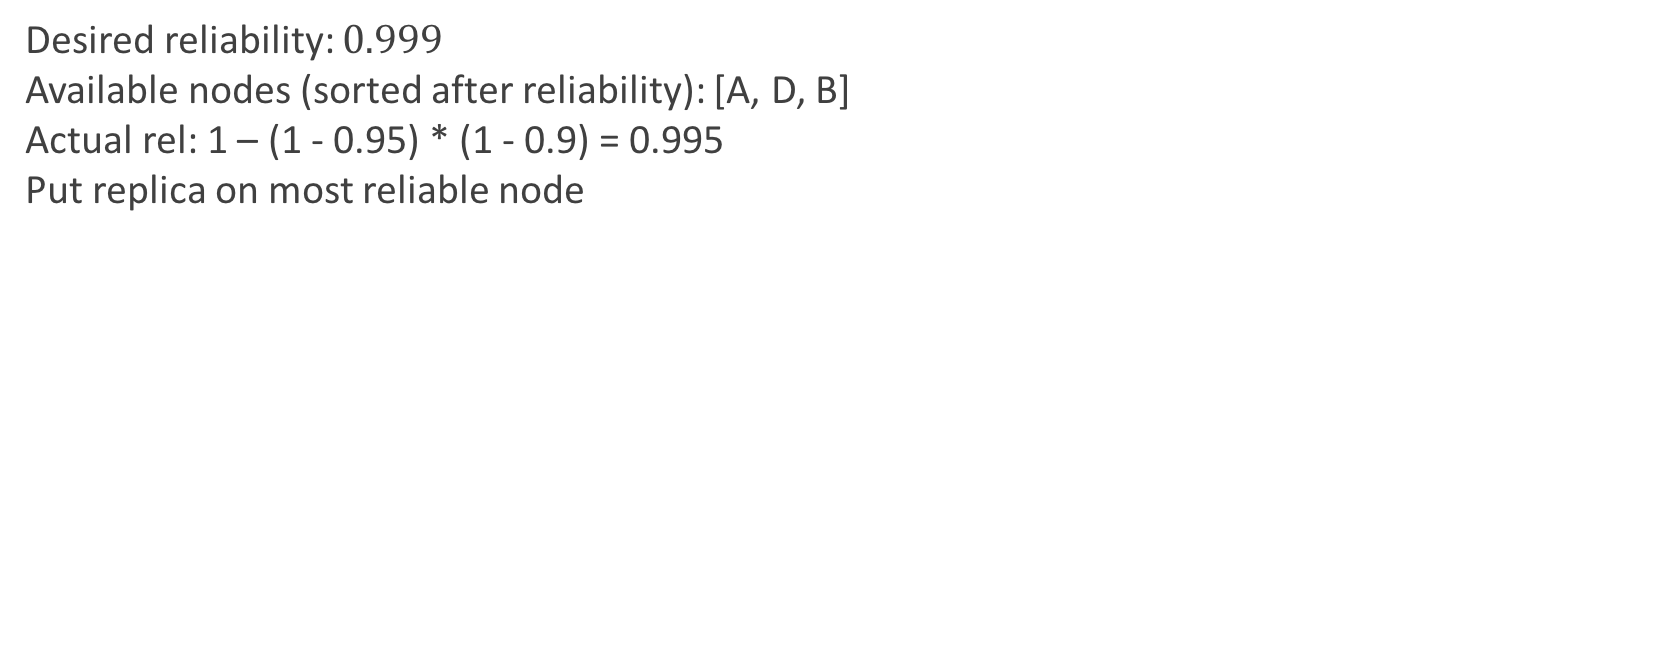 Desired reliability: 0.999
Available nodes (sorted after reliability): [A, D, B]
Actual rel: 1 – (1 - 0.95) * (1 - 0.9) = 0.995
Put replica on most reliable node